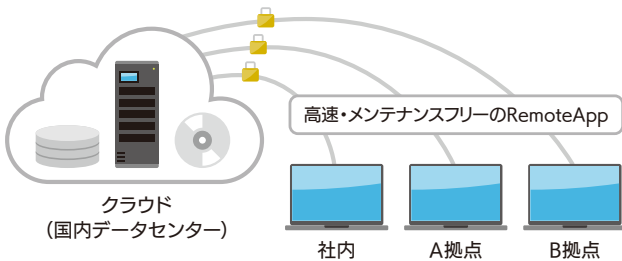 高速・メンテナンスフリーのRemoteApp
クラウド
（国内データセンター）
社内
A拠点
B拠点